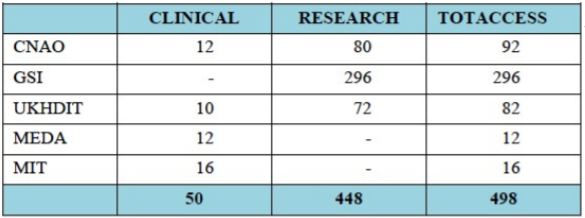 CLINICAL RESEARCH TOTACCESS
CNAO 12 80 92
GSI - 296 296
UKHDIT 10 72 82
MEDA 12 - 12
MIT 16 - 16
50 448 498